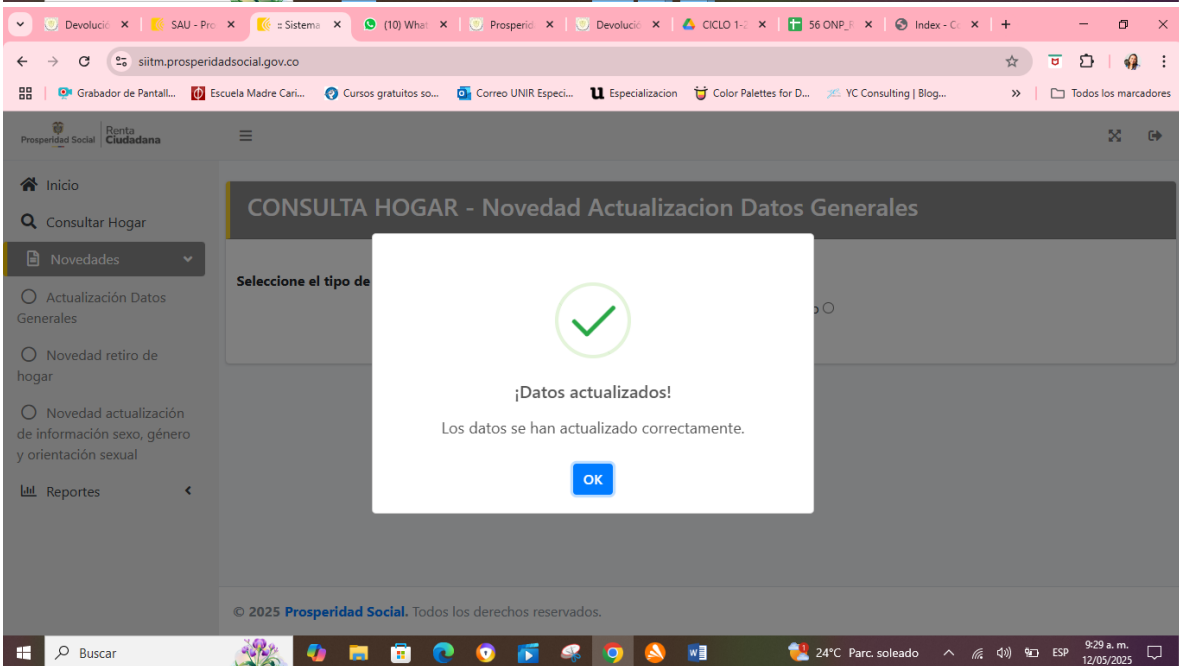 Devolució
SAU - Pro
:: Sistema
(10) What
Prosperid
Devolució
CICLO 1-2
56 ONP_F
Index - Co
siitm.prosperidadsocial.gov.co
Grabador de Pantall...
Escuela Madre Cari...
Cursos gratuitos so...
Correo UNIR Especi...
Especializacion
Color Palettes for D...
YC Consulting | Blog...
Todos los marcadores
Prosperidad Social
Renta
Ciudadana
Inicio
Consultar Hogar
Novedades
Actualización Datos
Generales
Novedad retiro de
hogar
Novedad actualización
de información sexo, género
y orientación sexual
Reportes
CONSULTA HOGAR - Novedad Actualizacion Datos Generales
Seleccione el tipo de
¡Datos actualizados!
Los datos se han actualizado correctamente.
OK
© 2025 Prosperidad Social. Todos los derechos reservados.
Buscar
24°C Parc. soleado
ESP
9:29 a. m.
12/05/2025